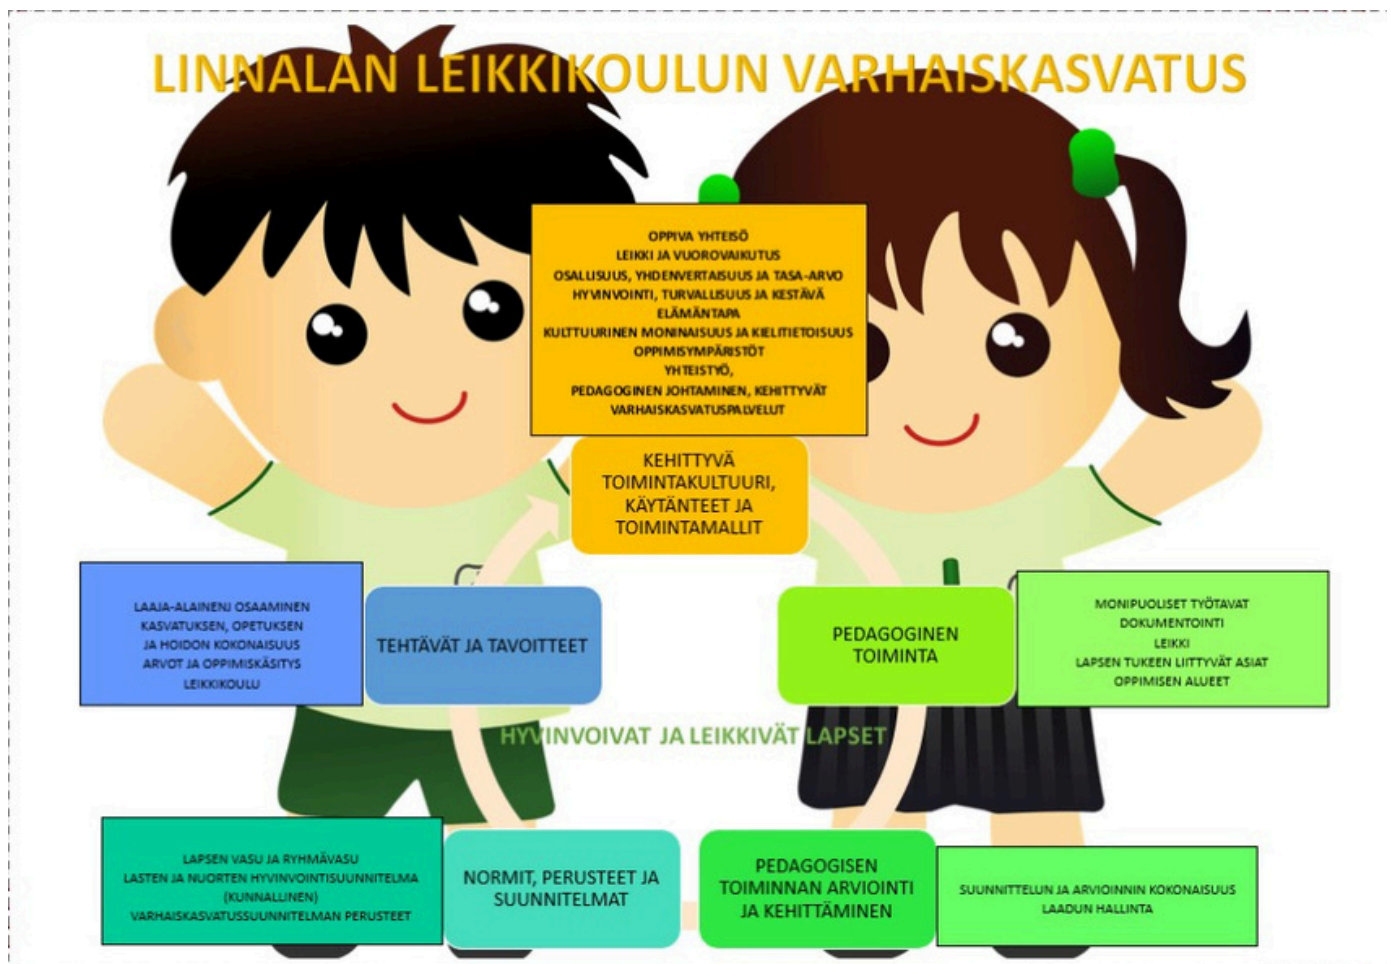 LINNALAN LEIKKIKOULUN VARHAISKASVATUS
OPPIVA YHTEISÖ
LEIKKI JA VUOROVAIKUTUS
OSALLISUUS, YHDENVERTAISUUS JA TASA-ARVO
HYVINVOINTI, TURVALLISUUS JA KESTÄVÄ
ELÄMÄNTAPA
KULTTUURINEN MONINAISUUS JA KIELITIETOISUUS
OPPIMISYMPÄRISTÖT
YHTEISTYÖ,
PEDAGOGINEN JOHTAMINEN, KEHITTYVÄT
VARHAISKASVATUSPALVELUT
KEHITTYVÄ
TOIMINTAKULTTUURI,
KÄYTÄNTEET JA
TOIMINTAMALLIT
LAAJA-ALAINENJ OSAAMINEN
KASVATUKSEN, OPETUKSEN
JA HOIDON KOKONAISUUS
ARVOT JA OPPIMISKÄSITYS
LEIKKIKOULU
TEHTÄVÄT JA TAVOITTEET
PEDAGOGINEN
TOIMINTA
MONIPUOLISET TYÖTAVAT
DOKUMENTOINTI
LEIKKI
LAPSEN TUKEEN LIITTYVÄT ASIAT
OPPIMISEN ALUEET
HYVINVOIVAT JA LEIKKIVÄT LAPSET
LAPSEN VASU JA RYHMÄVASU
LASTEN JA NUORTEN HYVINVOINTISUUNNITELMA
(KUNNALLINEN)
VARHAISKASVATUSSUUNNITELMAN PERUSTEET
NORMIT, PERUSTEET JA
SUUNNITELMAT
PEDAGOGISEN
TOIMINNAN ARVIOINTI
JA KEHITTÄMINEN
SUUNNITTELUN JA ARVIOINNIN KOKONAISUUS
LAADUN HALLINTA